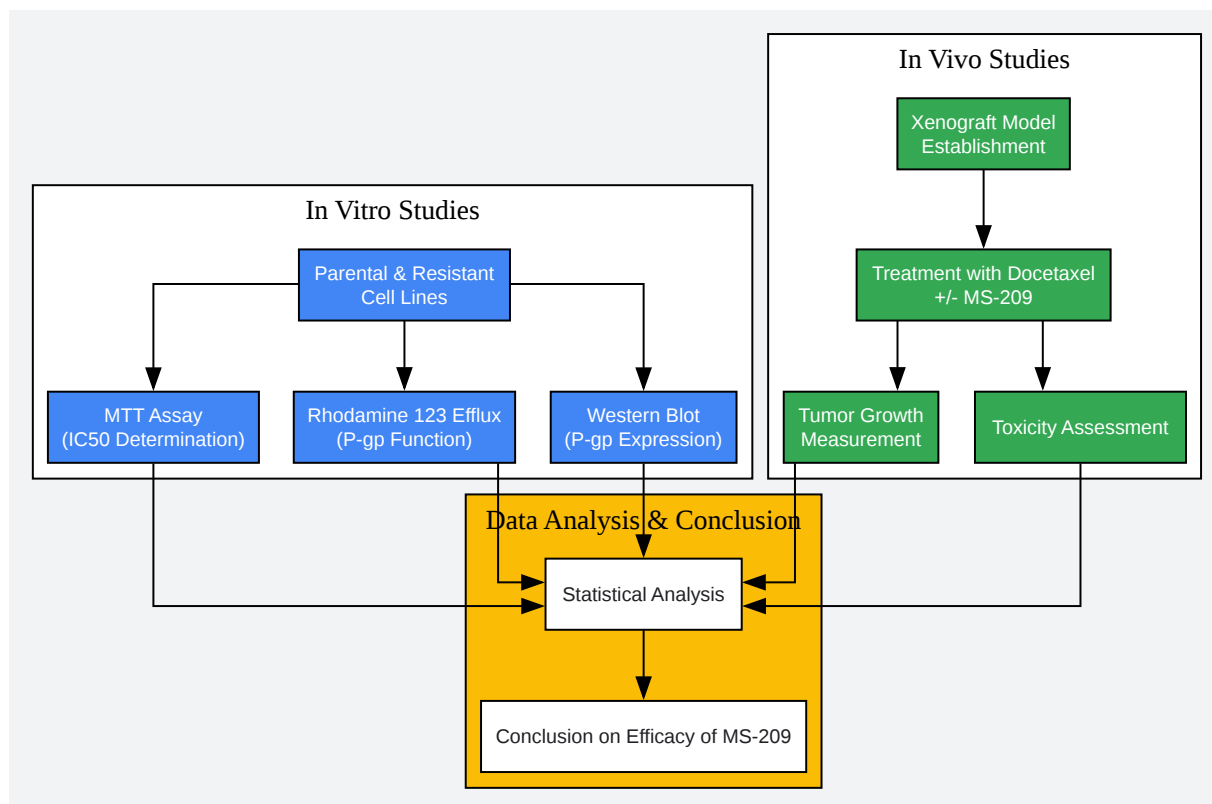 In Vivo Studies
Xenograft Model
Establishment
Treatment with Docetaxel
+/- MS-209
Tumor Growth
Measurement
Toxicity Assessment
In Vitro Studies
Parental & Resistant
Cell Lines
MTT Assay
(IC50 Determination)
Rhodamine 123 Efflux
(P-gp Function)
Western Blot
(P-gp Expression)
Data Analysis & Conclusion
Statistical Analysis
Conclusion on Efficacy of MS-209